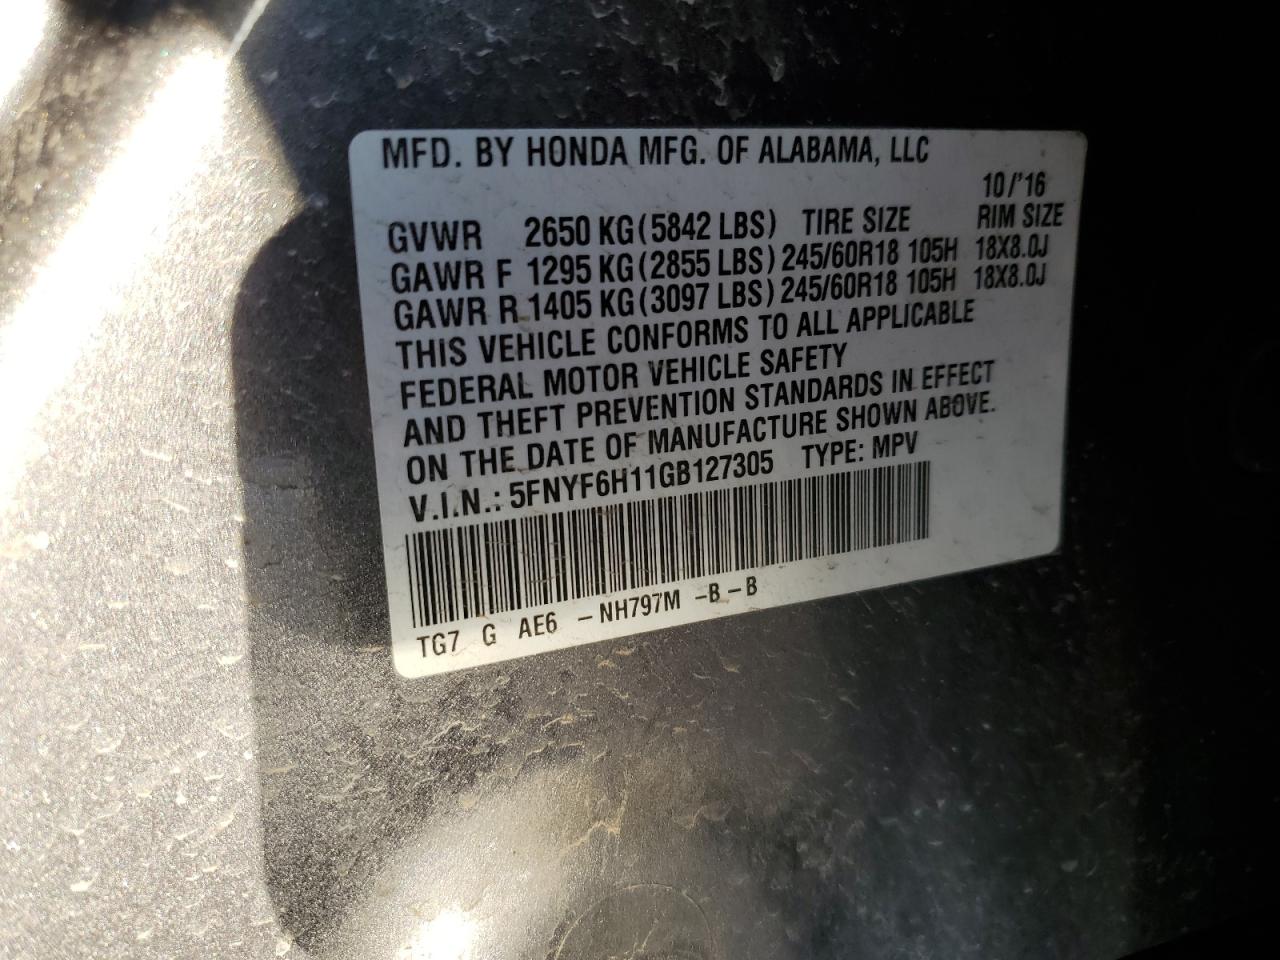 MFD. BY HONDA MFG. OF ALABAMA, LLC
10/'16
GVWR 2650 KG (5842 LBS) TIRE SIZE RIM SIZE
GAWR F 1295 KG (2855 LBS) 245/60R18 105H 18X8.0J
GAWR R 1405 KG (3097 LBS) 245/60R18 105H 18X8.0J
THIS VEHICLE CONFORMS TO ALL APPLICABLE
FEDERAL MOTOR VEHICLE SAFETY
AND THEFT PREVENTION STANDARDS IN EFFECT
ON THE DATE OF MANUFACTURE SHOWN ABOVE.
V.I.N.: 5FNYF6H11GB127305 TYPE: MPV
TG7 G AE6 -NH797M -B-B